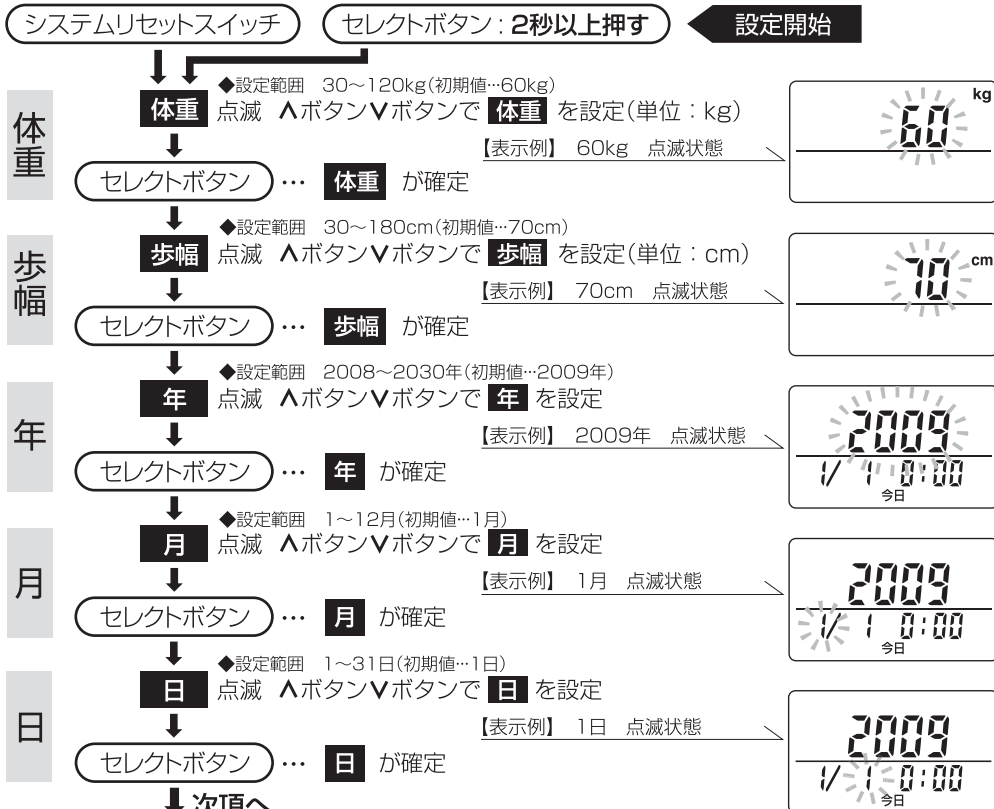 システムリセットスイッチ セレクトボタン:2秒以上押す 設定開始
体重
◆設定範囲 30〜120kg(初期値…60kg)
体重 点滅 ∧ボタン∨ボタンで 体重 を設定(単位:kg)
【表示例】 60kg 点滅状態
kg
60
セレクトボタン … 体重 が確定
歩幅
◆設定範囲 30〜180cm(初期値…70cm)
歩幅 点滅 ∧ボタン∨ボタンで 歩幅 を設定(単位:cm)
【表示例】 70cm 点滅状態
70 cm
セレクトボタン … 歩幅 が確定
年
◆設定範囲 2008〜2030年(初期値…2009年)
年 点滅 ∧ボタン∨ボタンで 年 を設定
【表示例】 2009年 点滅状態
2009
1/ 1 0:00
今日
セレクトボタン … 年 が確定
月
◆設定範囲 1〜12月(初期値…1月)
月 点滅 ∧ボタン∨ボタンで 月 を設定
【表示例】 1月 点滅状態
2009
1/ 1 0:00
今日
セレクトボタン … 月 が確定
日
◆設定範囲 1〜31日(初期値…1日)
日 点滅 ∧ボタン∨ボタンで 日 を設定
【表示例】 1日 点滅状態
2009
1/ 1 0:00
今日
セレクトボタン … 日 が確定
次項へ